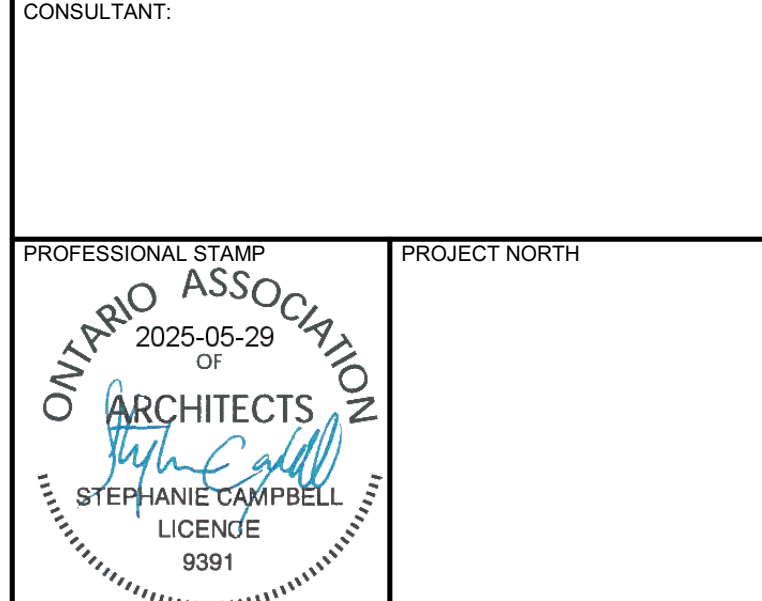 CONSULTANT:
PROFESSIONAL STAMP
ONTARIO ASSOCIATION
2025-05-29
OF
ARCHITECTS
STEPHANIE CAMPBELL
LICENCE
9391
PROJECT NORTH